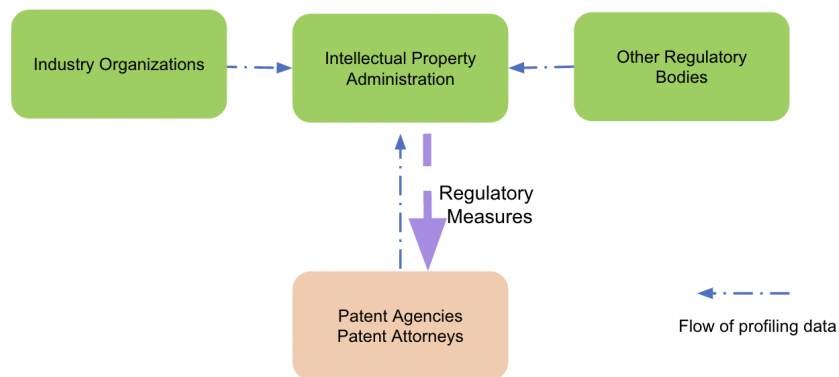 Industry Organizations
Intellectual Property
Administration
Other Regulatory
Bodies
Regulatory
Measures
Patent Agencies
Patent Attorneys
Flow of profiling data